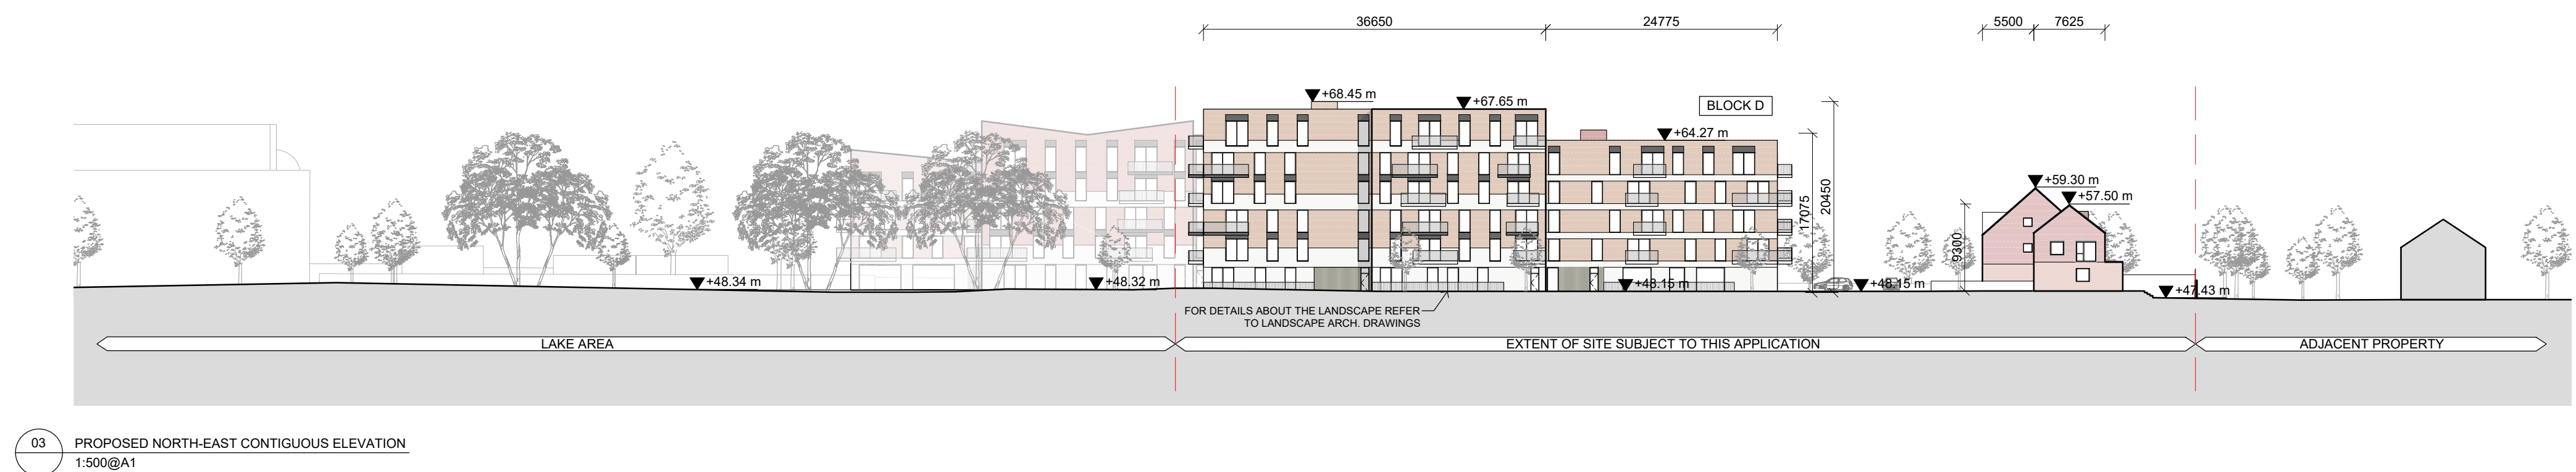 36650
24775
5500
7625
+68.45 m
+67.65 m
BLOCK D
+64.27 m
17075
20450
+59.30 m
+57.50 m
9300
+48.34 m
+48.32 m
+48.15 m
+48.15 m
+47.43 m
FOR DETAILS ABOUT THE LANDSCAPE REFER
TO LANDSCAPE ARCH. DRAWINGS
LAKE AREA
EXTENT OF SITE SUBJECT TO THIS APPLICATION
ADJACENT PROPERTY
03
PROPOSED NORTH-EAST CONTIGUOUS ELEVATION
1:500@A1